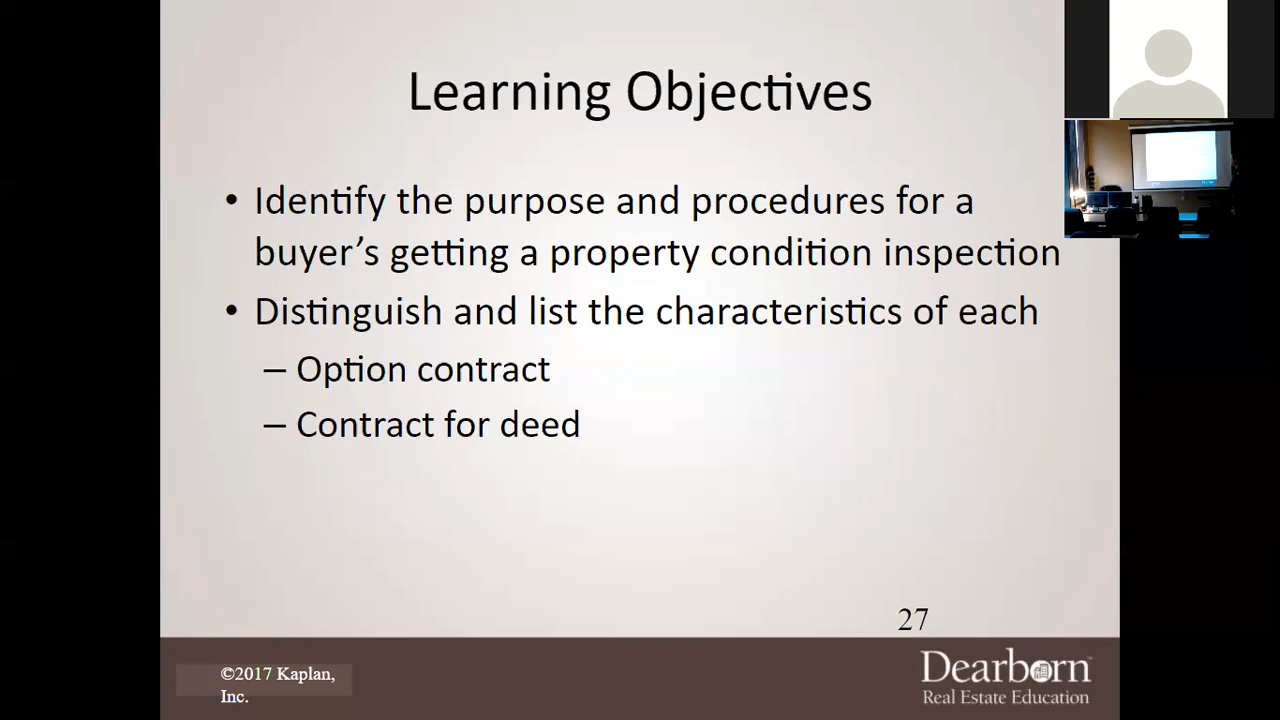 Learning Objectives
• Identify the purpose and procedures for a
buyer’s getting a property condition inspection
• Distinguish and list the characteristics of each
– Option contract
– Contract for deed
27
©2017 Kaplan,
Inc.
Dearborn™
Real Estate Education